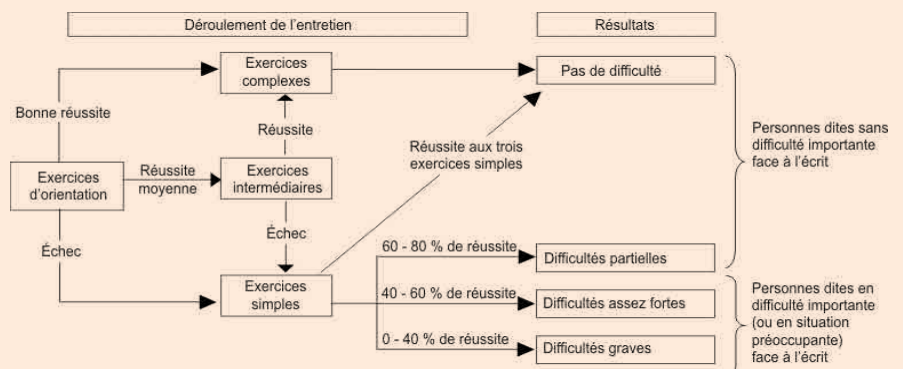 Déroulement de l'entretien
Résultats
Exercices
complexes
Pas de difficulté
Bonne réussite
Réussite
Réussite aux trois
exercices simples
Personnes dites sans
difficulté importante
face à l'écrit
Exercices
d'orientation
Réussite
moyenne
Exercices
intermédiaires
Échec
Échec
60 - 80 % de réussite
Difficultés partielles
Exercices
simples
40 - 60 % de réussite
Difficultés assez fortes
0 - 40 % de réussite
Difficultés graves
Personnes dites en
difficulté importante
(ou en situation
préoccupante)
face à l'écrit